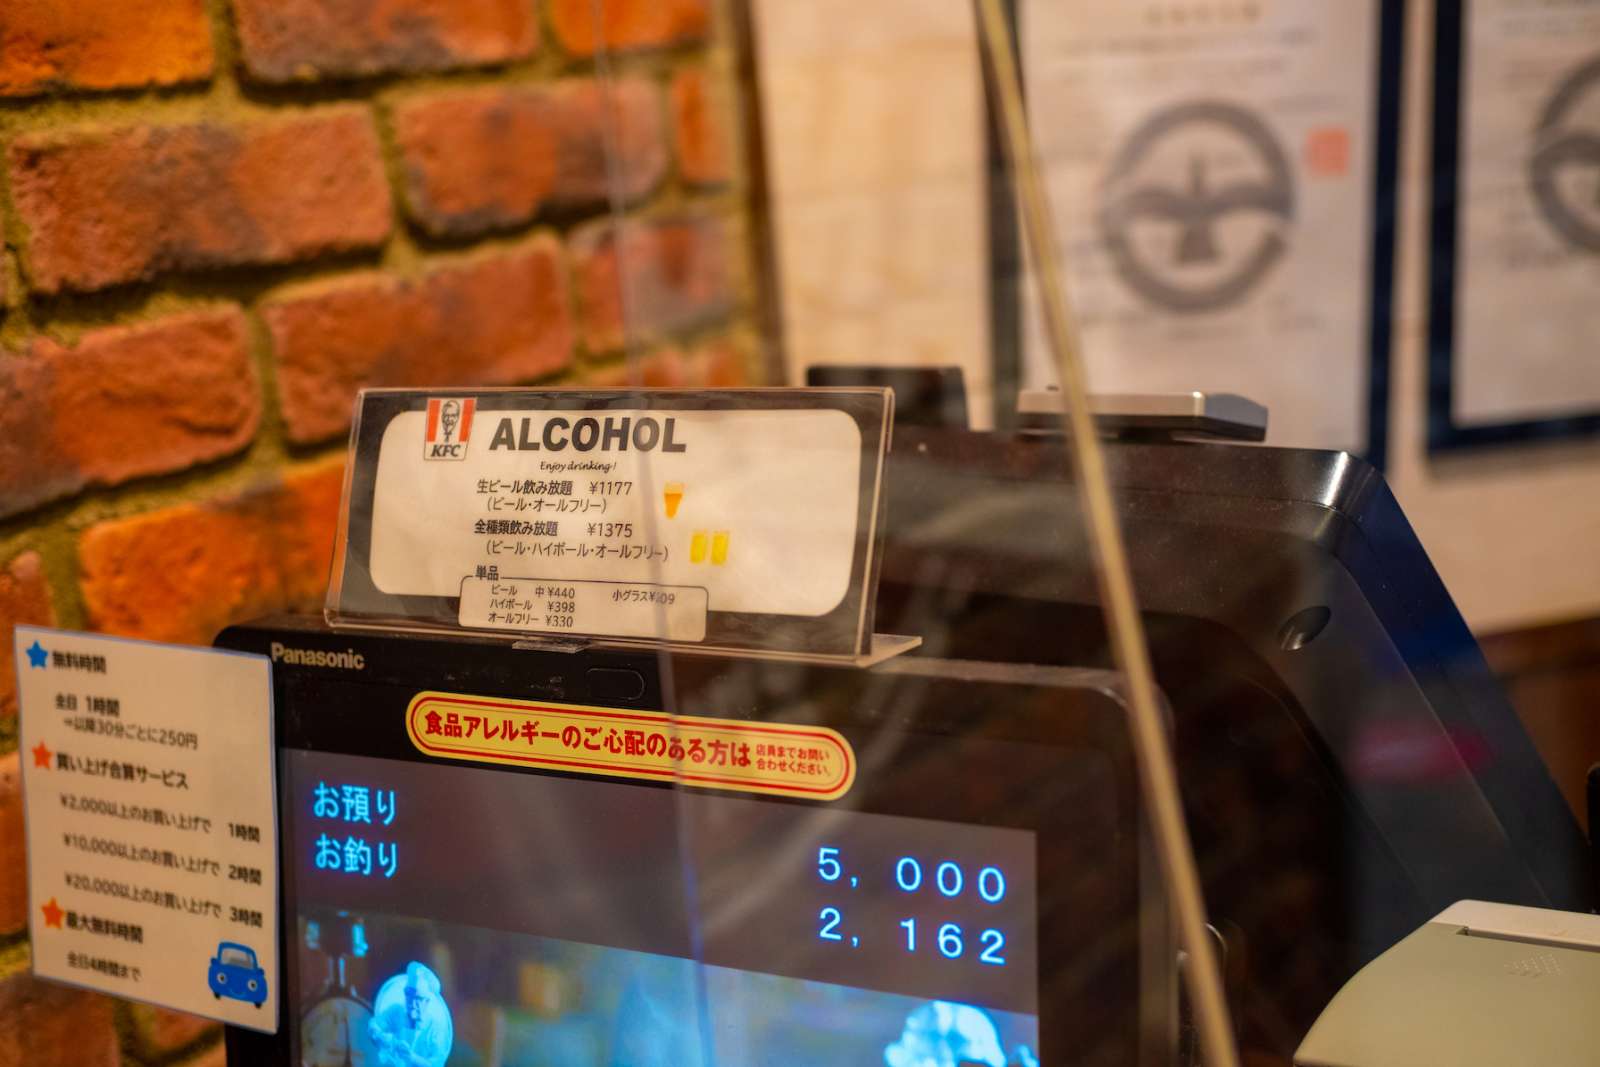 KFC
ALCOHOL
Enjoy drinking!
生ビール飲み放題 ¥1177
(ビール・オールフリー)
全種類飲み放題 ¥1375
(ビール・ハイボール・オールフリー)
単品
ビール 中¥440 小グラス
ハイボール ¥398
オールフリー ¥330
Panasonic
食品アレルギーのご心配のある方は 店員までお問い
合わせください。
お預り 5,000
お釣り 2,162
無料時間
全日 1時間
⇒以降30分ごとに250円
買い上げ合算サービス
¥2,000以上のお買い上げで 1時間
¥10,000以上のお買い上げで 2時間
¥20,000以上のお買い上げで 3時間
最大無料時間
全日4時間まで